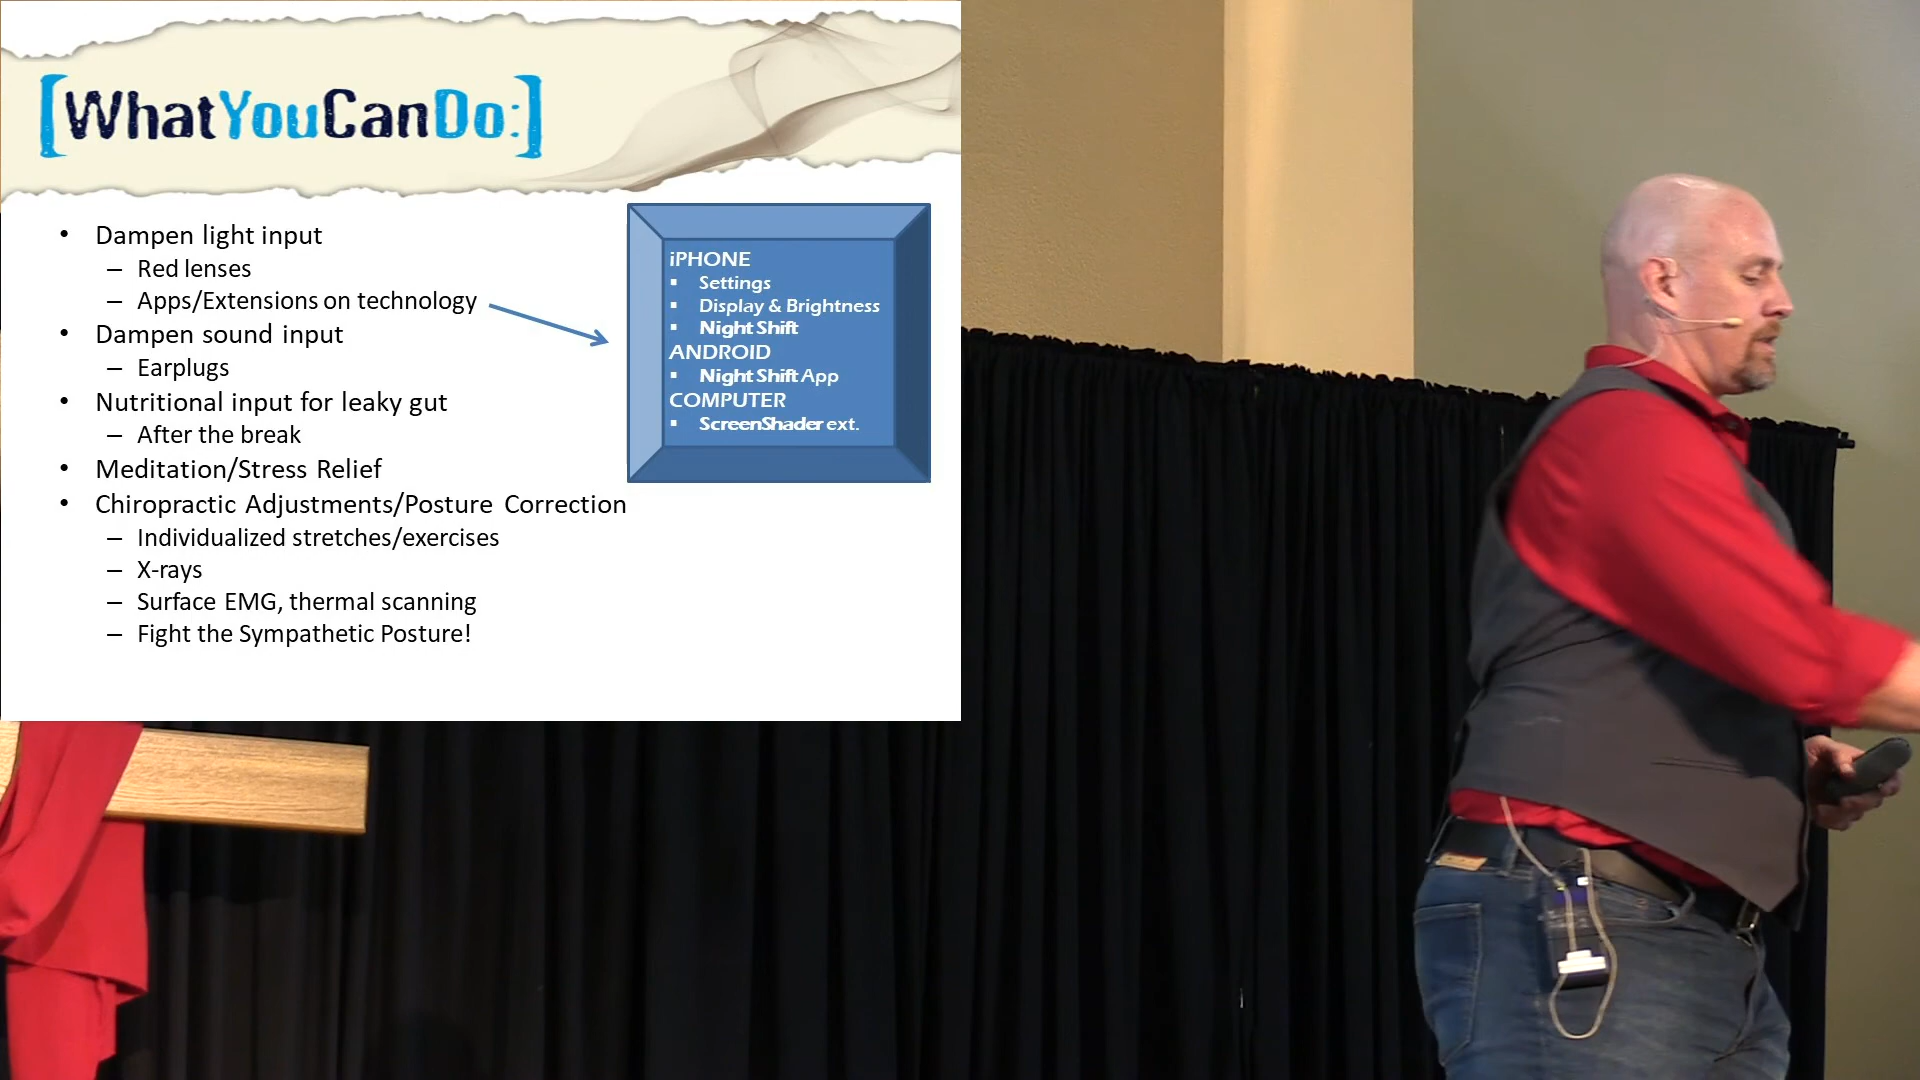 [WhatYouCanDo:]
• Dampen light input
– Red lenses
– Apps/Extensions on technology
• Dampen sound input
– Earplugs
• Nutritional input for leaky gut
– After the break
• Meditation/Stress Relief
• Chiropractic Adjustments/Posture Correction
– Individualized stretches/exercises
– X-rays
– Surface EMG, thermal scanning
– Fight the Sympathetic Posture!
iPHONE
▪ Settings
▪ Display & Brightness
▪ Night Shift
ANDROID
▪ Night Shift App
COMPUTER
▪ ScreenShader ext.